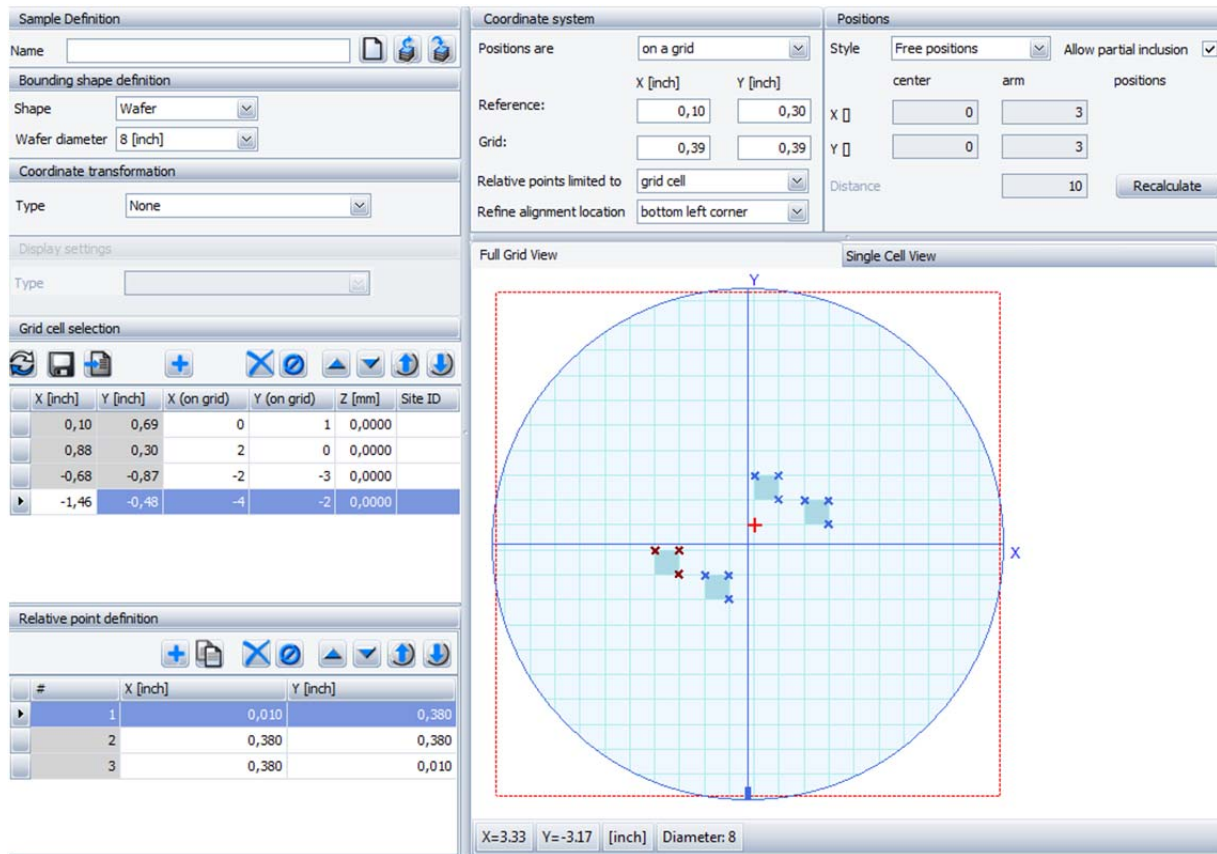 Sample Definition
Name
Bounding shape definition
Shape Wafer
Wafer diameter 8 [inch]
Coordinate transformation
Type None
Display settings
Type
Grid cell selection
X [inch] Y [inch] X (on grid) Y (on grid) Z [mm] Site ID
0,10 0,69 0 1 0,0000
0,88 0,30 2 0 0,0000
-0,68 -0,87 -2 -3 0,0000
-1,46 -0,48 -4 -2 0,0000
Relative point definition
# X [inch] Y [inch]
1 0,010 0,380
2 0,380 0,380
3 0,380 0,010
Coordinate system
Positions are on a grid
X [inch] Y [inch]
Reference: 0,10 0,30
Grid: 0,39 0,39
Relative points limited to grid cell
Refine alignment location bottom left corner
Positions
Style Free positions Allow partial inclusion
center arm positions
X [] 0 3
Y [] 0 3
Distance 10 Recalculate
Full Grid View Single Cell View
Y
X
X=3.33 Y=-3.17 [inch] Diameter: 8